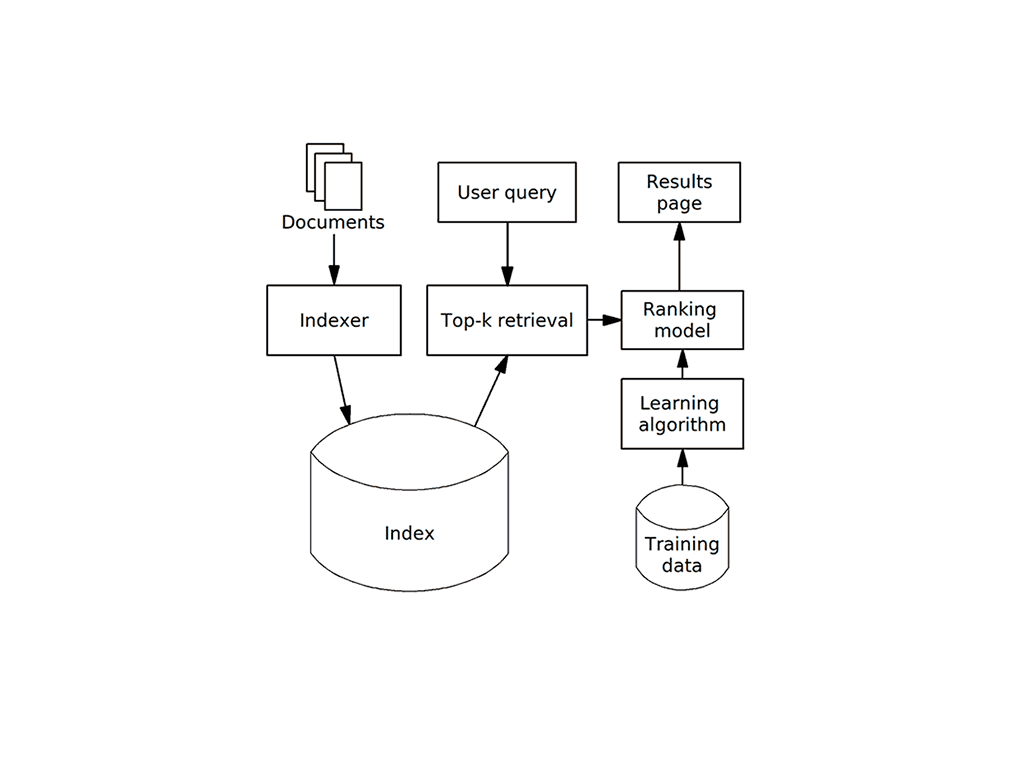 Documents
User query
Results
page
Indexer
Top-k retrieval
Ranking
model
Learning
algorithm
Index
Training
data